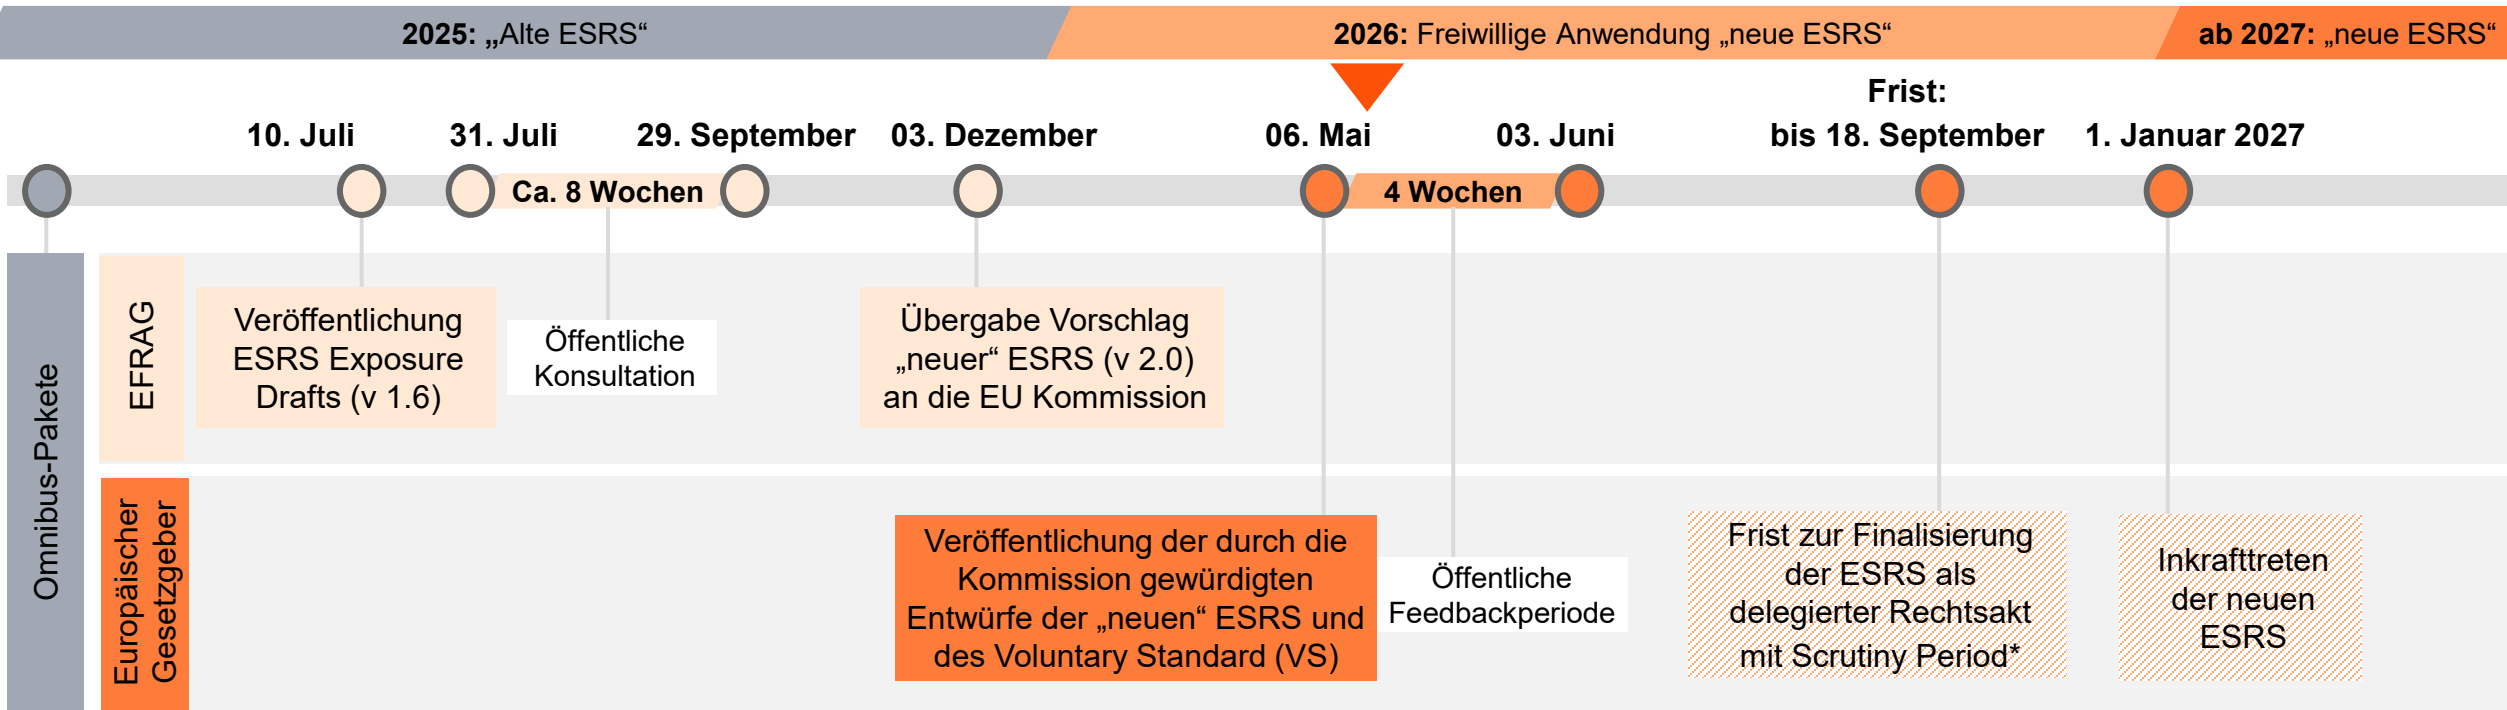 2025: „Alte ESRS“
2026: Freiwillige Anwendung „neue ESRS“
ab 2027: „neue ESRS“
10. Juli
31. Juli
29. September
03. Dezember
06. Mai
03. Juni
Frist:
bis 18. September
1. Januar 2027
Ca. 8 Wochen
4 Wochen
Omnibus-Pakete
EFRAG
Veröffentlichung
ESRS Exposure
Drafts (v 1.6)
Öffentliche
Konsultation
Übergabe Vorschlag
„neuer“ ESRS (v 2.0)
an die EU Kommission
Europäischer
Gesetzgeber
Veröffentlichung der durch die
Kommission gewürdigten
Entwürfe der „neuen“ ESRS und
des Voluntary Standard (VS)
Öffentliche
Feedbackperiode
Frist zur Finalisierung
der ESRS als
delegierter Rechtsakt
mit Scrutiny Period*
Inkrafttreten
der neuen
ESRS